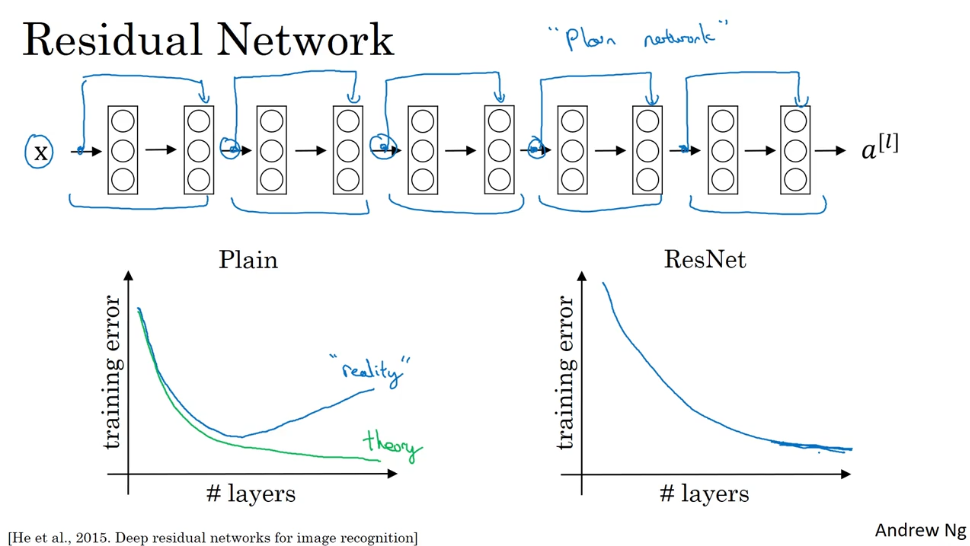 Residual Network
"Plain network"
x
a^[l]
Plain
ResNet
training error
"reality"
theory
# layers
training error
# layers
[He et al., 2015. Deep residual networks for image recognition]
Andrew Ng